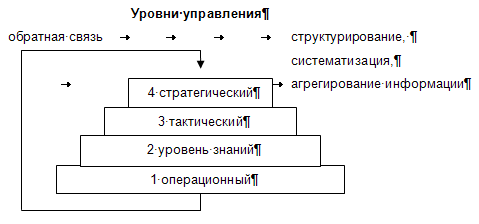 Уровни управления¶
обратная связь → → → → структурирование, ¶
систематизация,¶
→ → агрегирование информации¶
4 стратегический¶
3 тактический¶
2 уровень знаний¶
1 операционный¶